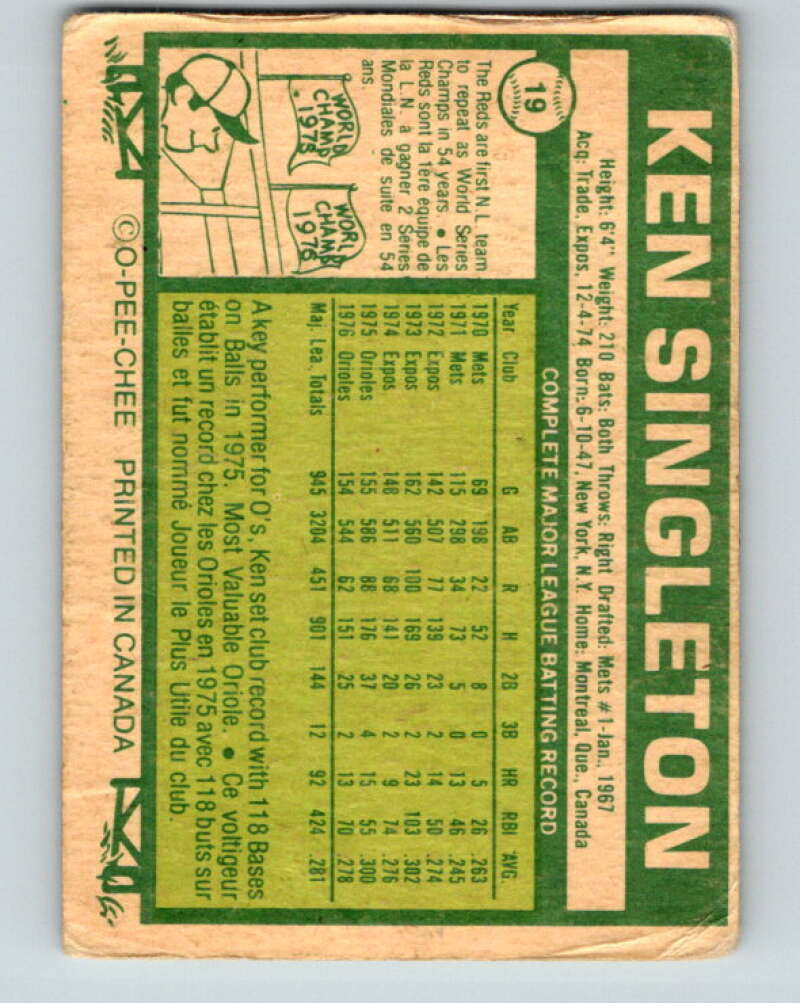 19
KEN SINGLETON
Height: 6'4" Weight: 210 Bats: Both Throws: Right Drafted: Mets #1-Jan., 1967
Acq: Trade, Expos, 12-4-74 Born: 6-10-47, New York, N.Y. Home: Montreal, Que., Canada
COMPLETE MAJOR LEAGUE BATTING RECORD
Year Club G AB R H 2B 3B HR RBI AVG.
1970 Mets 69 198 22 52 8 0 5 26 .263
1971 Mets 115 298 34 73 5 0 13 46 .245
1972 Expos 142 507 77 139 23 2 14 50 .274
1973 Expos 162 560 100 169 26 2 23 103 .302
1974 Expos 148 511 68 141 20 2 9 74 .276
1975 Orioles 155 586 88 176 37 4 15 55 .300
1976 Orioles 154 544 62 151 25 2 13 70 .278
Maj. Lea. Totals 945 3204 451 901 144 12 92 424 .281
A key performer for O's, Ken set club record with 118 Bases
on Balls in 1975. Most Valuable Oriole. • Ce voltigeur
établit un record chez les Orioles en 1975 avec 118 buts sur
balles et fut nommé Joueur le Plus Utile du club.
The Reds are first N.L. team
to repeat as World Series
Champs in 54 years. • Les
Reds sont la 1ère équipe de
la L.N. à gagner 2 Series
Mondiales de suite en 54
ans.
WORLD
CHAMP
1975
WORLD
CHAMP
1976
©O-PEE-CHEE PRINTED IN CANADA